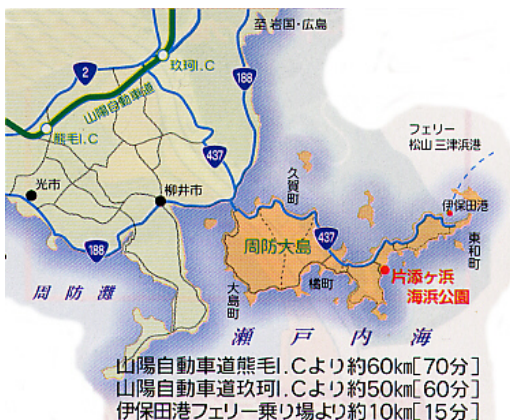 至 岩国・広島
2
玖珂I.C
188
山陽自動車道
熊毛I.C
437
フェリー
松山 三津浜港
久賀町
光市
柳井市
伊保田港
周防大島
437
東和町
188
片添ヶ浜
海浜公園
橘町
大島町
周防灘
瀬戸内海
山陽自動車道熊毛I.Cより約60km[70分]
山陽自動車道玖珂I.Cより約50km[60分]
伊保田港フェリー乗り場より約10km[15分]